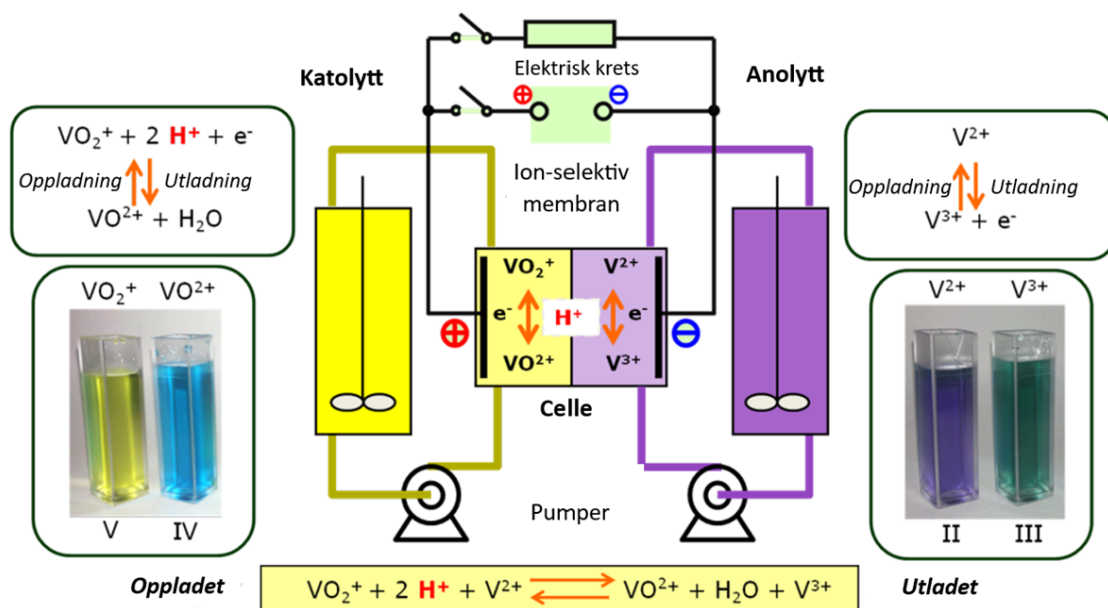 Katolytt
Elektrisk krets
Anolytt
⊕
⊖
VO₂⁺ + 2 H⁺ + e⁻
Oppladning
Utladning
VO²⁺ + H₂O
Ion-selektiv
membran
V²⁺
Oppladning
Utladning
V³⁺ + e⁻
VO₂⁺
V²⁺
e⁻
H⁺
e⁻
⊕
VO²⁺
V³⁺
⊖
Celle
VO₂⁺ VO²⁺
V IV
V²⁺ V³⁺
II III
Pumper
Oppladet
VO₂⁺ + 2 H⁺ + V²⁺ ⇄ VO²⁺ + H₂O + V³⁺
Utladet